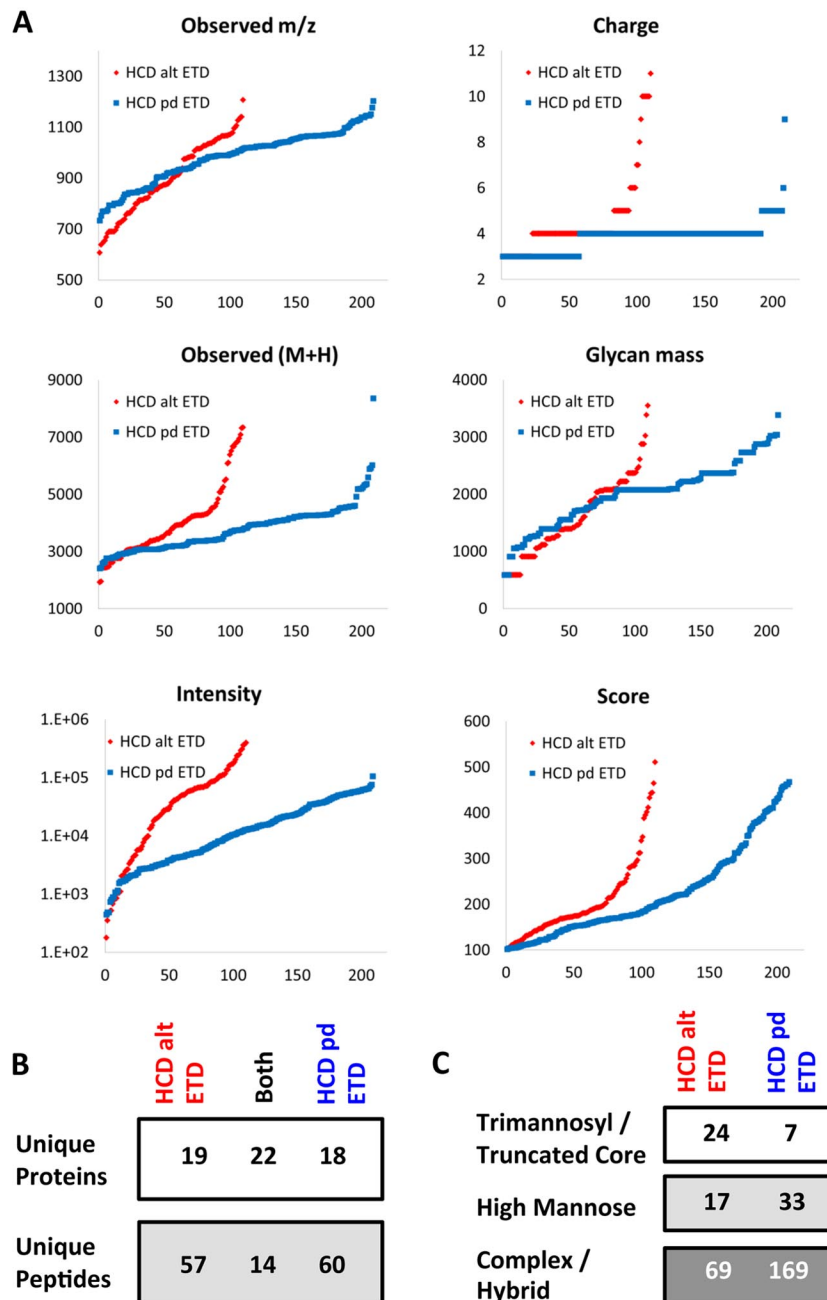 A
Observed m/z
HCD alt ETD
HCD pd ETD
1300
1100
900
700
500
0 50 100 150 200
Charge
HCD alt ETD
HCD pd ETD
12
10
8
6
4
2
0 50 100 150 200
Observed (M+H)
HCD alt ETD
HCD pd ETD
9000
7000
5000
3000
1000
0 50 100 150 200
Glycan mass
HCD alt ETD
HCD pd ETD
4000
3000
2000
1000
0
0 50 100 150 200
Intensity
HCD alt ETD
HCD pd ETD
1.E+06
1.E+05
1.E+04
1.E+03
1.E+02
0 50 100 150 200
Score
HCD alt ETD
HCD pd ETD
600
500
400
300
200
100
0 50 100 150 200
B
HCD alt
ETD
Both
HCD pd
ETD
Unique
Proteins
19 22 18
Unique
Peptides
57 14 60
C
HCD alt
ETD
HCD pd
ETD
Trimannosyl /
Truncated Core
24 7
High Mannose
17 33
Complex /
Hybrid
69 169